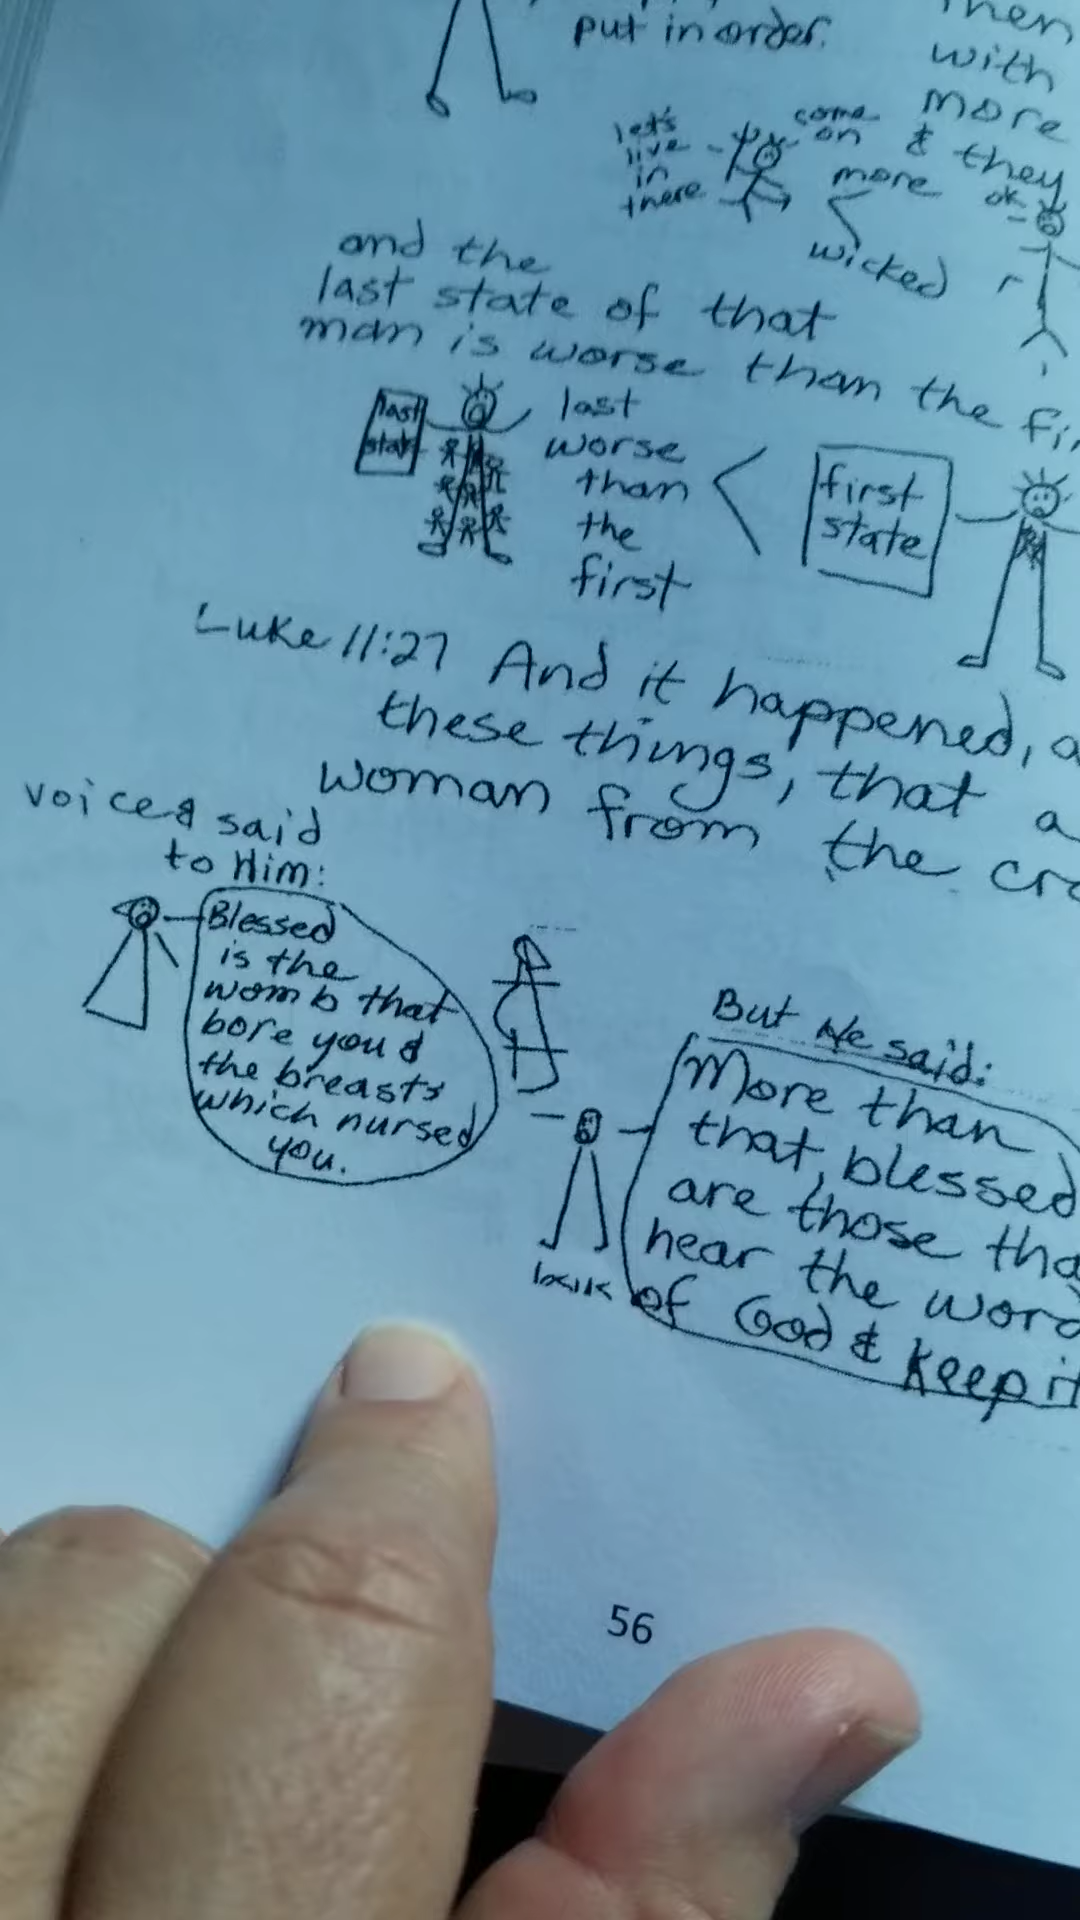 put in order.
then
with
more
& they
let's
live
in
there
come
on
more
wicked
ok
and the
last state of that
man is worse than the fir
last
state
last
worse
than
the
first
first
state
Luke 11:27 And it happened, a
these things, that a
woman from the cro
voice & said
to Him:
Blessed
is the
womb that
bore you &
the breasts
which nursed
you.
But He said:
More than
that, blessed
are those tha
hear the word
of God & keep it
56